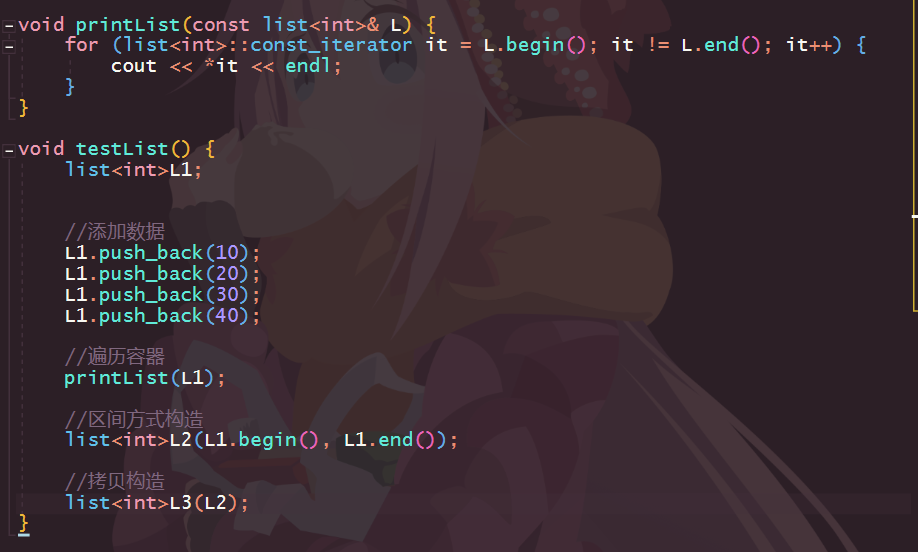 void printList(const list<int>& L) {
    for (list<int>::const_iterator it = L.begin(); it != L.end(); it++) {
        cout << *it << endl;
    }
}
void testList() {
    list<int>L1;
    //添加数据
    L1.push_back(10);
    L1.push_back(20);
    L1.push_back(30);
    L1.push_back(40);
    //遍历容器
    printList(L1);
    //区间方式构造
    list<int>L2(L1.begin(), L1.end());
    //拷贝构造
    list<int>L3(L2);
}